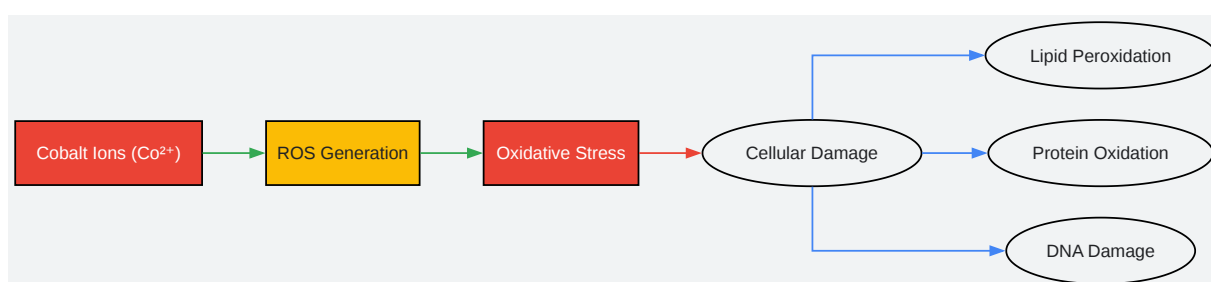 Cobalt Ions (Co²⁺)
ROS Generation
Oxidative Stress
Cellular Damage
Lipid Peroxidation
Protein Oxidation
DNA Damage